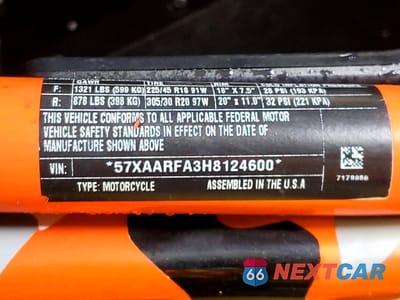 GAWR TIRE RIM COLD INFLATION PRESSURE
F: 1321 LBS (599 KG) 225/45 R18 91W 18" X 7.5" 28 PSI (193 KPA)
R: 878 LBS (398 KG) 305/30 R20 97W 20" X 11.0" 32 PSI (221 KPA)
THIS VEHICLE CONFORMS TO ALL APPLICABLE FEDERAL MOTOR
VEHICLE SAFETY STANDARDS IN EFFECT ON THE DATE OF
MANUFACTURE SHOWN ABOVE
VIN: *57XAARFA3H8124600*
7179850
TYPE: MOTORCYCLE ASSEMBLED IN THE U.S.A
66 NEXTCAR